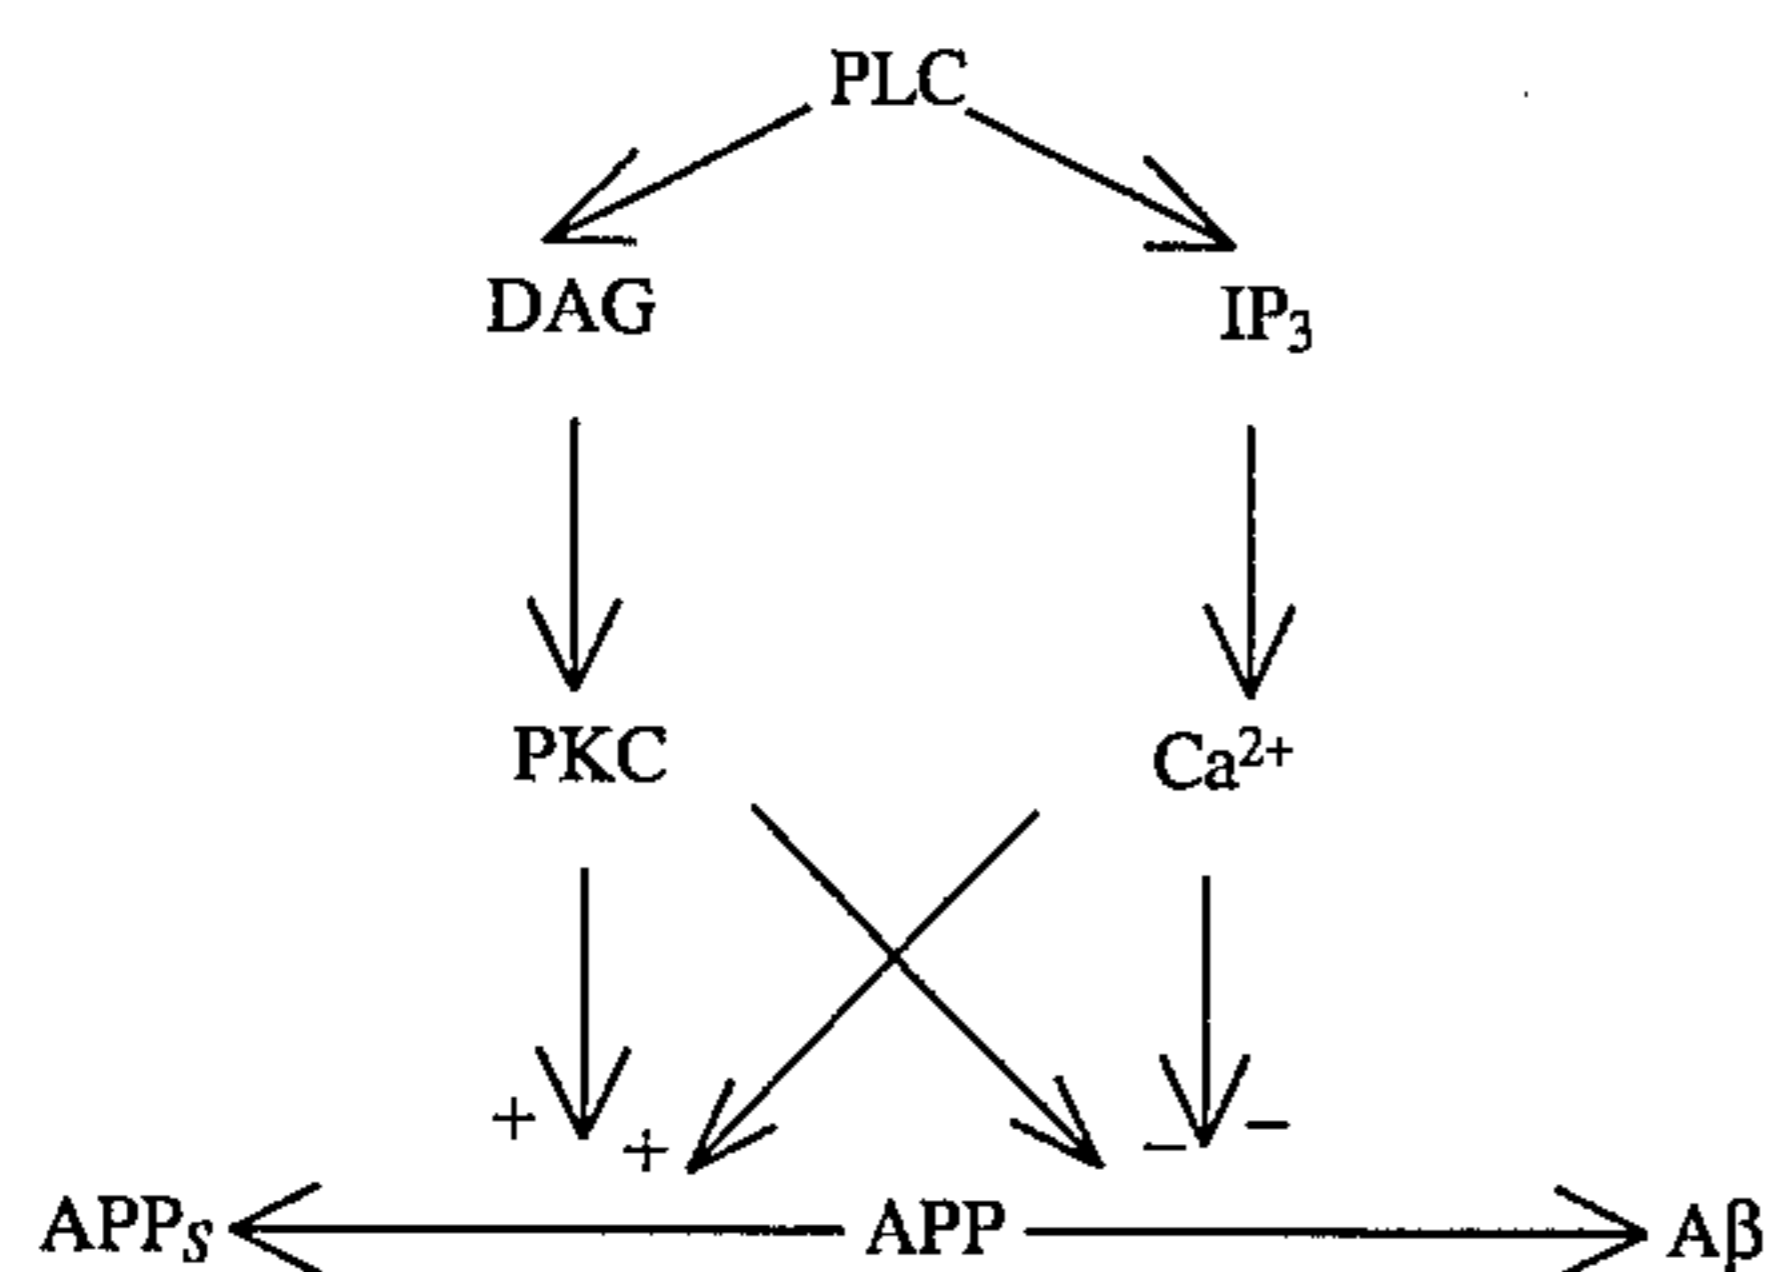 PLC
DAG IP₃
PKC Ca²⁺
+ + − −
APPₛ APP Aβ